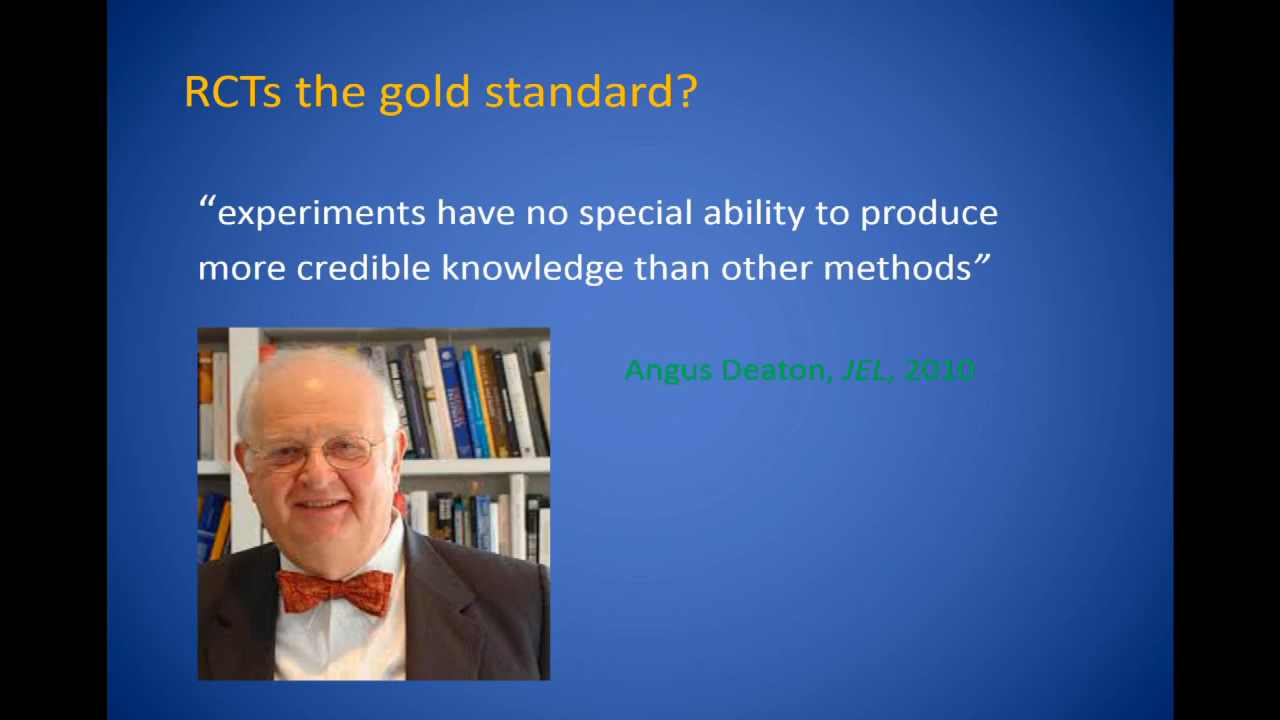 RCTs the gold standard?
“experiments have no special ability to produce
more credible knowledge than other methods”
Angus Deaton, JEL, 2010